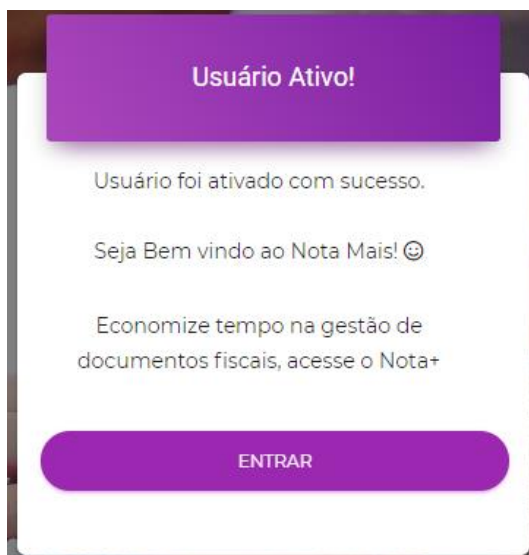 Usuário Ativo!
Usuário foi ativado com sucesso.
Seja Bem vindo ao Nota Mais! ☺
Economize tempo na gestão de
documentos fiscais, acesse o Nota+
ENTRAR